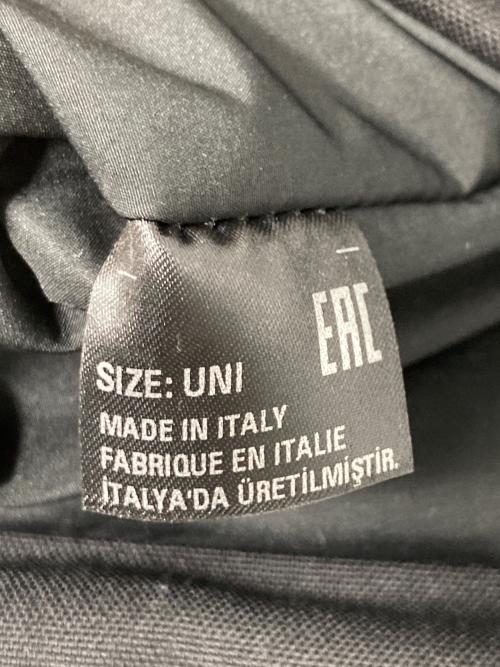 EAC
SIZE: UNI
MADE IN ITALY
FABRIQUE EN ITALIE
İTALYA'DA ÜRETİLMİŞTİR.